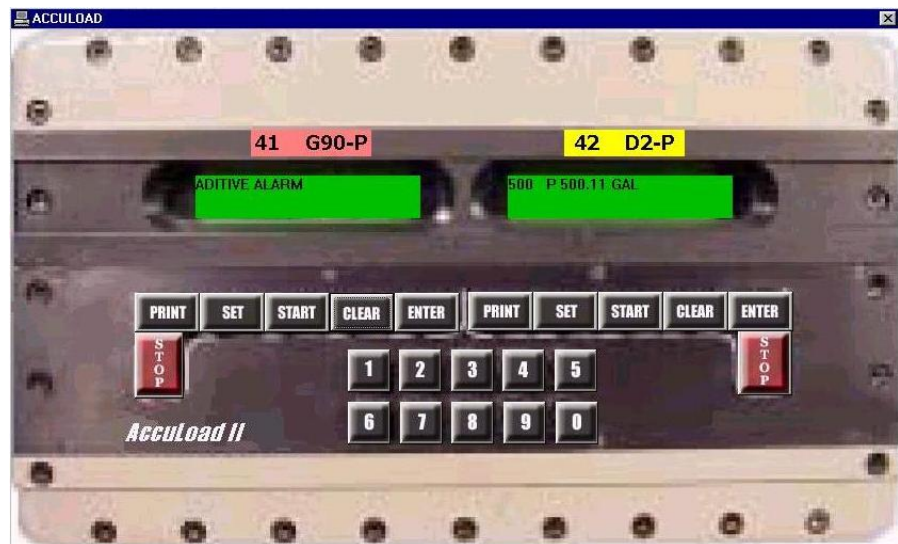 ACCULOAD
41 G90-P 42 D2-P
ADITIVE ALARM 500 P 500.11 GAL
PRINT SET START CLEAR ENTER PRINT SET START CLEAR ENTER
STOP STOP
1 2 3 4 5
6 7 8 9 0
AccuLoad II